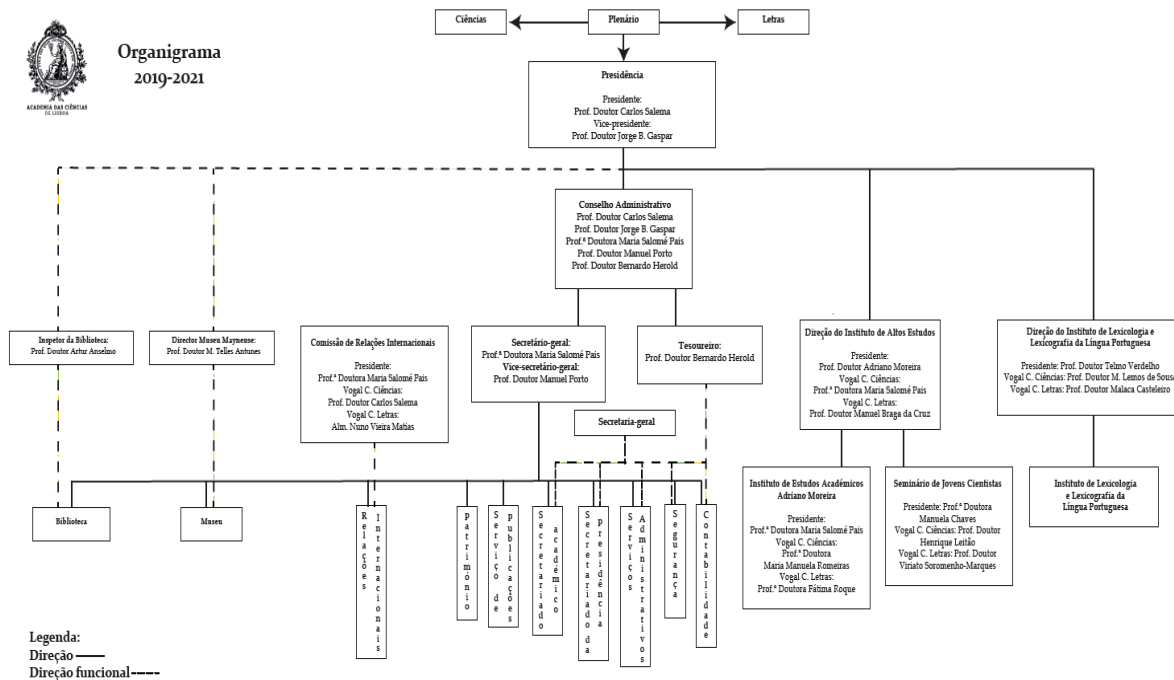 Ciências
Plenário
Letras
ACADEMIA DAS CIÊNCIAS
DE LISBOA
Organigrama
2019-2021
Presidência
Presidente:
Prof. Doutor Carlos Salema
Vice-presidente:
Prof. Doutor Jorge B. Gaspar
Conselho Administrativo
Prof. Doutor Carlos Salema
Prof. Doutor Jorge B. Gaspar
Prof.ª Doutora Maria Salomé Pais
Prof. Doutor Manuel Porto
Prof. Doutor Bernardo Herold
Inspetor da Biblioteca:
Prof. Doutor Artur Anselmo
Director Museu Maynense:
Prof. Doutor M. Telles Antunes
Comissão de Relações Internacionais
Presidente:
Prof.ª Doutora Maria Salomé Pais
Vogal C. Ciências:
Prof. Doutor Carlos Salema
Vogal C. Letras:
Alm. Nuno Vieira Matias
Secretário-geral:
Prof.ª Doutora Maria Salomé Pais
Vice-secretário-geral:
Prof. Doutor Manuel Porto
Tesoureiro:
Prof. Doutor Bernardo Herold
Direção do Instituto de Altos Estudos
Presidente:
Prof. Doutor Adriano Moreira
Vogal C. Ciências:
Prof.ª Doutora Maria Salomé Pais
Vogal C. Letras:
Prof. Doutor Manuel Braga da Cruz
Direção do Instituto de Lexicologia e
Lexicografia da Língua Portuguesa
Presidente: Prof. Doutor Telmo Verdelho
Vogal C. Ciências: Prof. Doutor M. Lemos de Sousa
Vogal C. Letras: Prof. Doutor Malaca Casteleiro
Secretaria-geral
Biblioteca
Museu
Relações
Internacionais
património
Serviço de
publicações
Secretariado
académico
Secretariado da
presidência
Serviços
Administrativos
Segurança
Contabilidade
Instituto de Estudos Académicos
Adriano Moreira
Presidente:
Prof.ª Doutora Maria Salomé Pais
Vogal C. Ciências:
Prof.ª Doutora
Maria Manuela Romeiras
Vogal C. Letras:
Prof.ª Doutora Fátima Roque
Seminário de Jovens Cientistas
Presidente: Prof.ª Doutora
Manuela Chaves
Vogal C. Ciências: Prof. Doutor
Henrique Leitão
Vogal C. Letras: Prof. Doutor
Viriato Soromenho-Marques
Instituto de Lexicologia
e Lexicografia da
Língua Portuguesa
Legenda:
Direção
Direção funcional